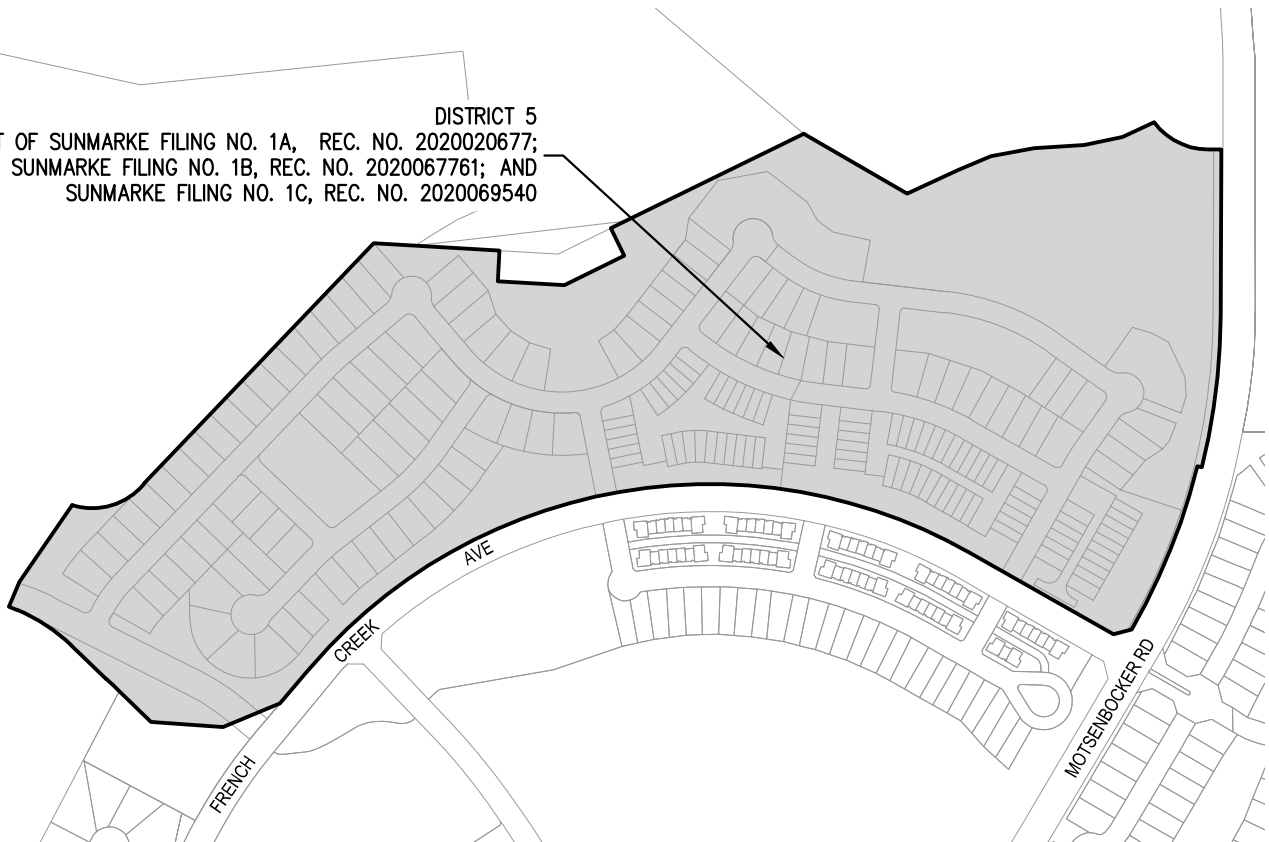 DISTRICT 5
OF SUNMARKE FILING NO. 1A, REC. NO. 2020020677;
SUNMARKE FILING NO. 1B, REC. NO. 2020067761; AND
SUNMARKE FILING NO. 1C, REC. NO. 2020069540
AVE
CREEK
FRENCH
MOTSENBOCKER RD